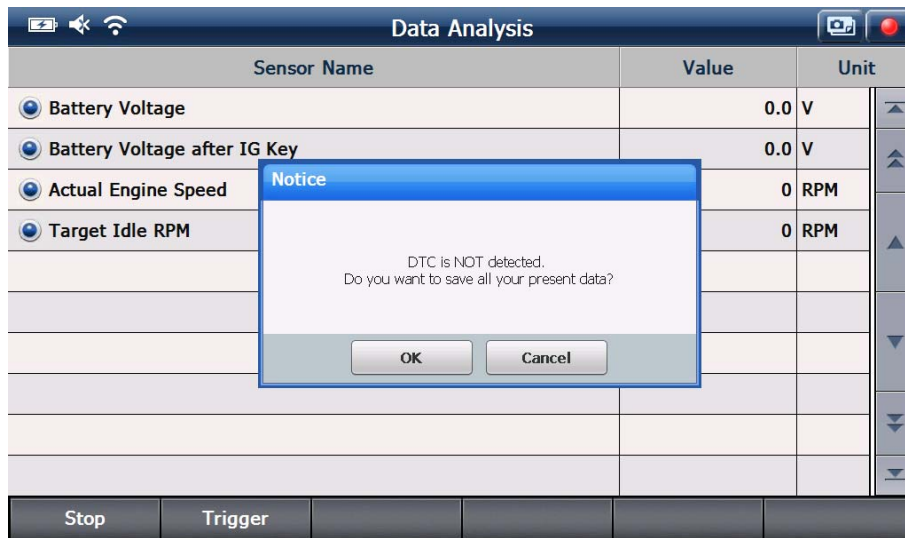 Data Analysis
Sensor Name Value Unit
Battery Voltage 0.0 V
Battery Voltage after IG Key 0.0 V
Actual Engine Speed 0 RPM
Target Idle RPM 0 RPM
Notice
DTC is NOT detected.
Do you want to save all your present data?
OK Cancel
Stop Trigger